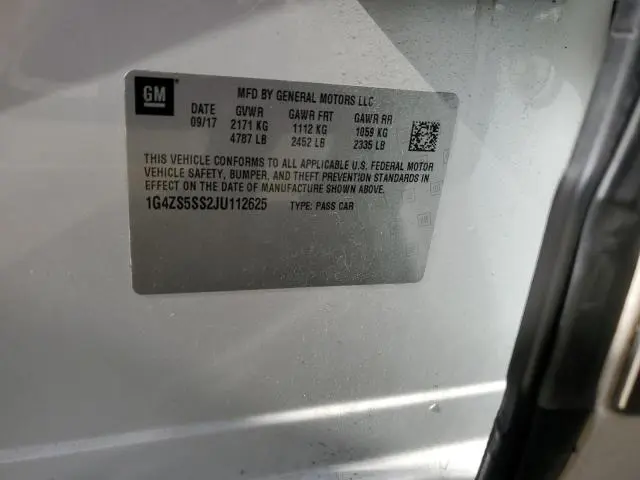 GM
MFD BY GENERAL MOTORS LLC
DATE GVWR GAWR FRT GAWR RR
09/17 2171 KG 1112 KG 1059 KG
4787 LB 2452 LB 2335 LB
THIS VEHICLE CONFORMS TO ALL APPLICABLE U.S. FEDERAL MOTOR
VEHICLE SAFETY, BUMPER, AND THEFT PREVENTION STANDARDS IN
EFFECT ON THE DATE OF MANUFACTURE SHOWN ABOVE.
1G4ZS5SS2JU112625 TYPE: PASS CAR